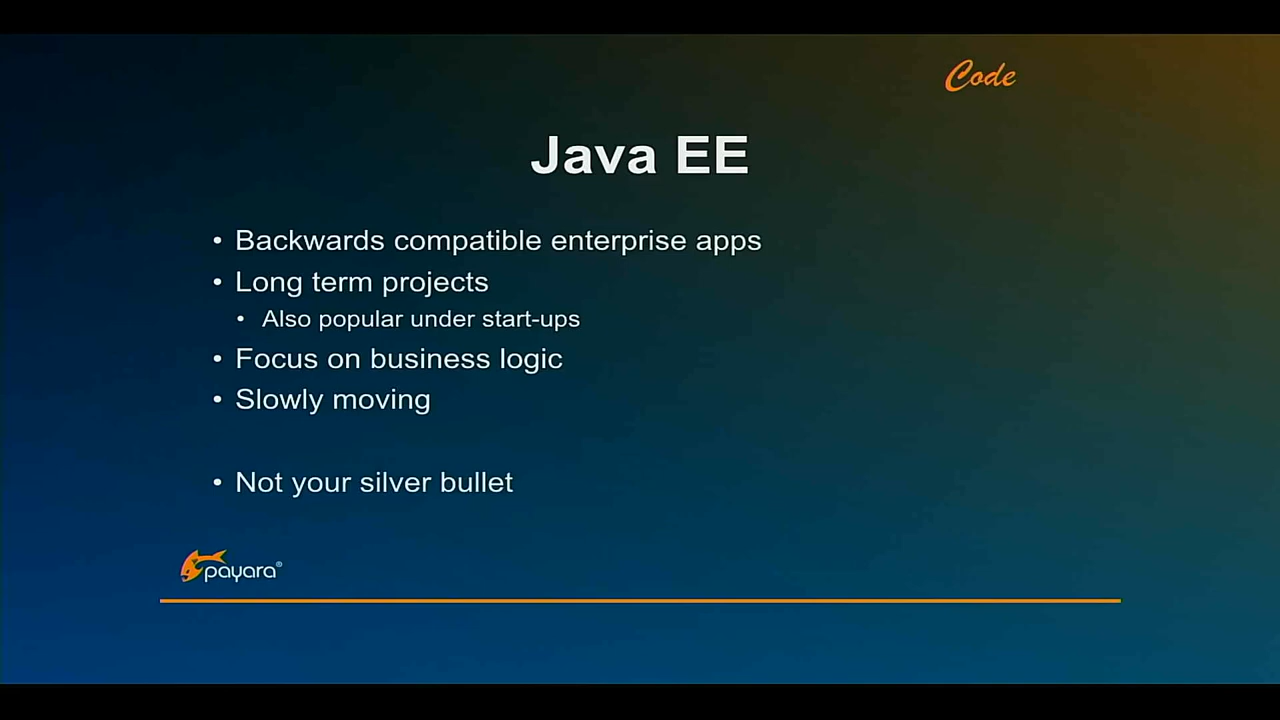 Code
Java EE
• Backwards compatible enterprise apps
• Long term projects
• Also popular under start-ups
• Focus on business logic
• Slowly moving
• Not your silver bullet
payara®